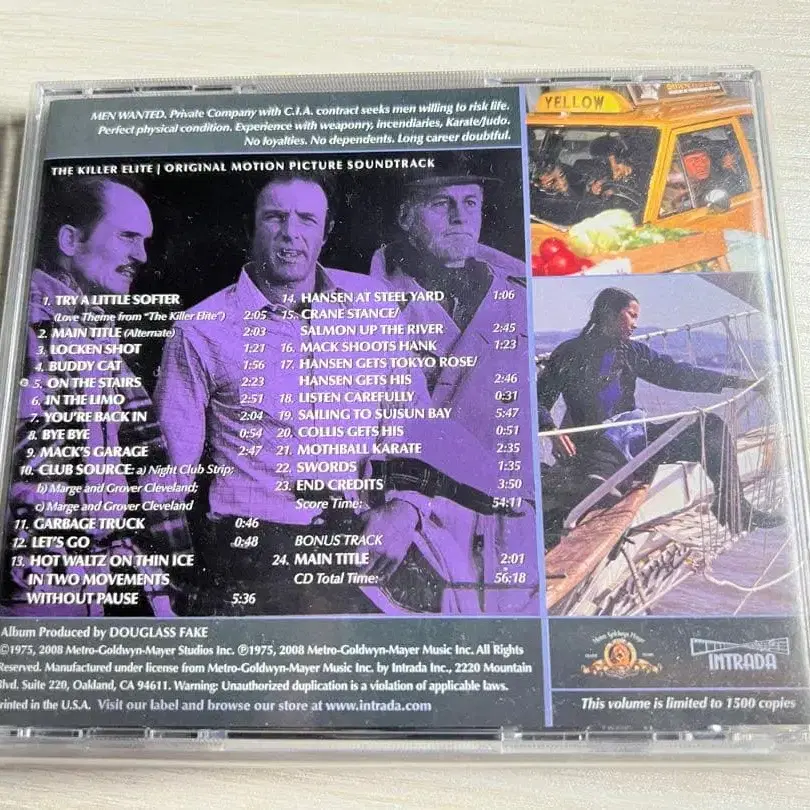 MEN WANTED. Private Company with C.I.A. contract seeks men willing to risk life.
Perfect physical condition. Experience with weaponry, incendiaries, Karate/Judo.
No loyalties. No dependents. Long career doubtful.
THE KILLER ELITE | ORIGINAL MOTION PICTURE SOUNDTRACK
1. TRY A LITTLE SOFTER
(Love Theme from "The Killer Elite") 2:05
2. MAIN TITLE (Alternate) 2:03
3. LOCKEN SHOT 1:21
4. BUDDY CAT 1:56
5. ON THE STAIRS 2:23
6. IN THE LIMO 2:51
7. YOU'RE BACK IN 2:04
8. BYE BYE 0:54
9. MACK'S GARAGE 2:47
10. CLUB SOURCE: a) Night Club Strip;
b) Marge and Grover Cleveland;
c) Marge and Grover Cleveland
11. GARBAGE TRUCK 0:46
12. LET'S GO 0:48
13. HOT WALTZ ON THIN ICE
IN TWO MOVEMENTS
WITHOUT PAUSE 5:36
14. HANSEN AT STEEL YARD 1:06
15. CRANE STANCE/
SALMON UP THE RIVER 2:45
16. MACK SHOOTS HANK 1:23
17. HANSEN GETS TOKYO ROSE/
HANSEN GETS HIS 2:46
18. LISTEN CAREFULLY 0:31
19. SAILING TO SUISUN BAY 5:47
20. COLLIS GETS HIS 0:51
21. MOTHBALL KARATE 2:35
22. SWORDS 1:35
23. END CREDITS 3:50
Score Time: 54:11
BONUS TRACK
24. MAIN TITLE 2:01
CD Total Time: 56:18
YELLOW
Album Produced by DOUGLASS FAKE
©1975, 2008 Metro-Goldwyn-Mayer Studios Inc. ℗1975, 2008 Metro-Goldwyn-Mayer Music Inc. All Rights
Reserved. Manufactured under license from Metro-Goldwyn-Mayer Music Inc. by Intrada Inc., 2220 Mountain
Blvd. Suite 220, Oakland, CA 94611. Warning: Unauthorized duplication is a violation of applicable laws.
Printed in the U.S.A. Visit our label and browse our store at www.intrada.com
Metro Goldwyn Mayer
INTRADA
This volume is limited to 1500 copies